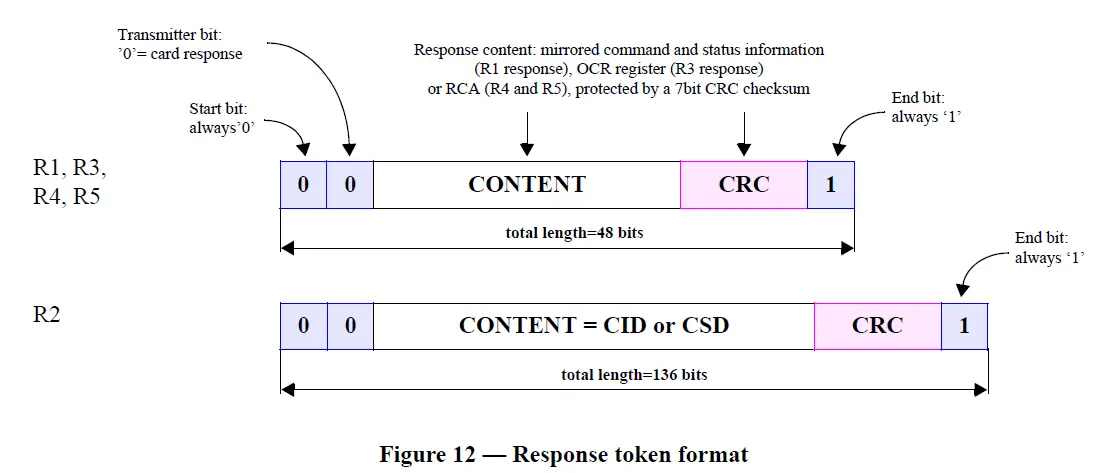 Transmitter bit:
’0’= card response
Start bit:
always’0’
Response content: mirrored command and status information
(R1 response), OCR register (R3 response)
or RCA (R4 and R5), protected by a 7bit CRC checksum
End bit:
always ‘1’
R1, R3,
R4, R5
0 0 CONTENT CRC 1
total length=48 bits
End bit:
always ‘1’
R2
0 0 CONTENT = CID or CSD CRC 1
total length=136 bits
Figure 12 — Response token format